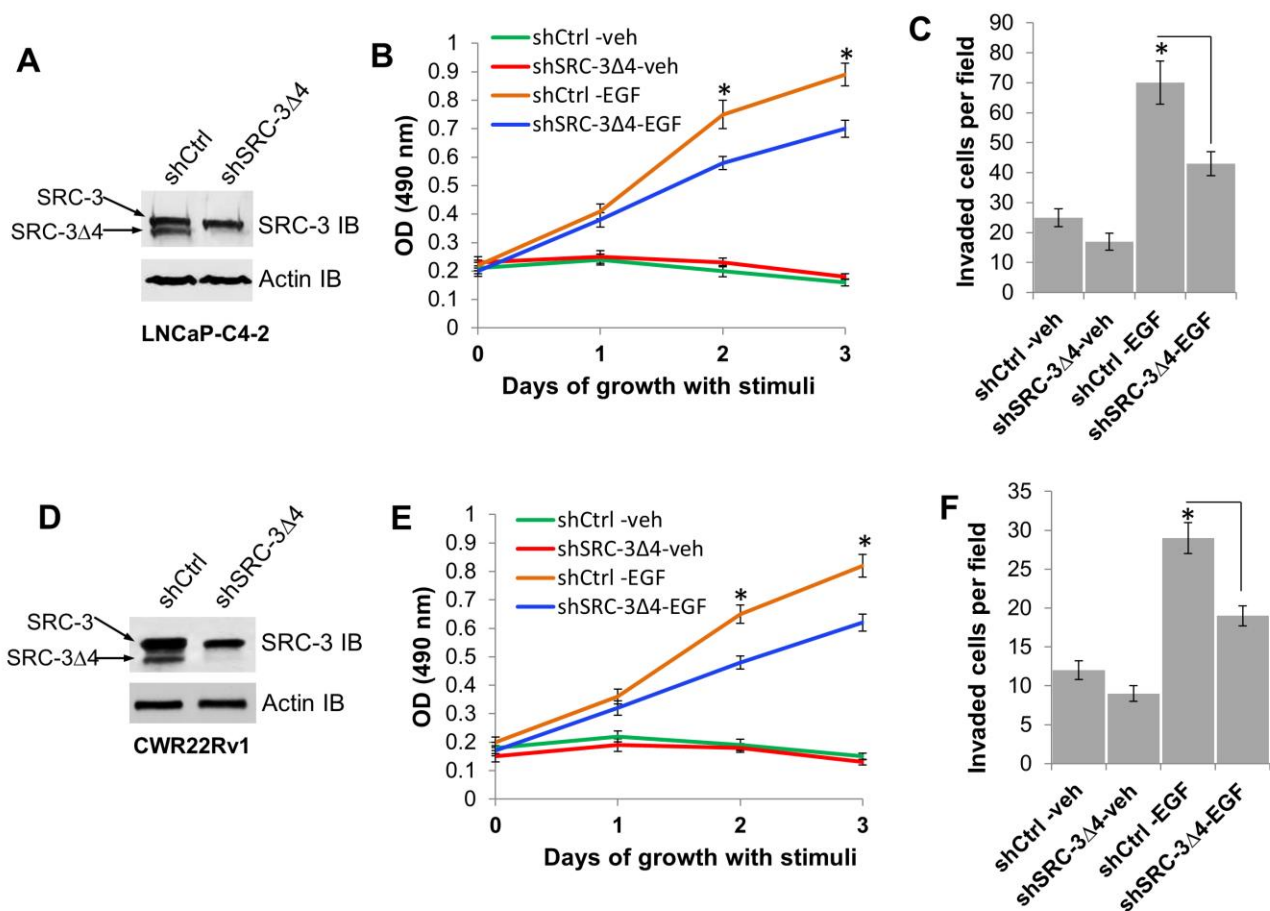 A
shCtrl
shSRC-3Δ4
SRC-3
SRC-3Δ4
SRC-3 IB
Actin IB
LNCaP-C4-2
B
shCtrl -veh
shSRC-3Δ4-veh
shCtrl -EGF
shSRC-3Δ4-EGF
1
0.9
0.8
0.7
0.6
0.5
0.4
0.3
0.2
0.1
0
OD (490 nm)
* *
0 1 2 3
Days of growth with stimuli
C
90
80
70
60
50
40
30
20
10
0
Invaded cells per field
*
shCtrl -veh
shSRC-3Δ4-veh
shCtrl -EGF
shSRC-3Δ4-EGF
D
shCtrl
shSRC-3Δ4
SRC-3
SRC-3Δ4
SRC-3 IB
Actin IB
CWR22Rv1
E
shCtrl -veh
shSRC-3Δ4-veh
shCtrl -EGF
shSRC-3Δ4-EGF
1
0.9
0.8
0.7
0.6
0.5
0.4
0.3
0.2
0.1
0
OD (490 nm)
* *
0 1 2 3
Days of growth with stimuli
F
35
30
25
20
15
10
5
0
Invaded cells per field
*
shCtrl -veh
shSRC-3Δ4-veh
shCtrl -EGF
shSRC-3Δ4-EGF